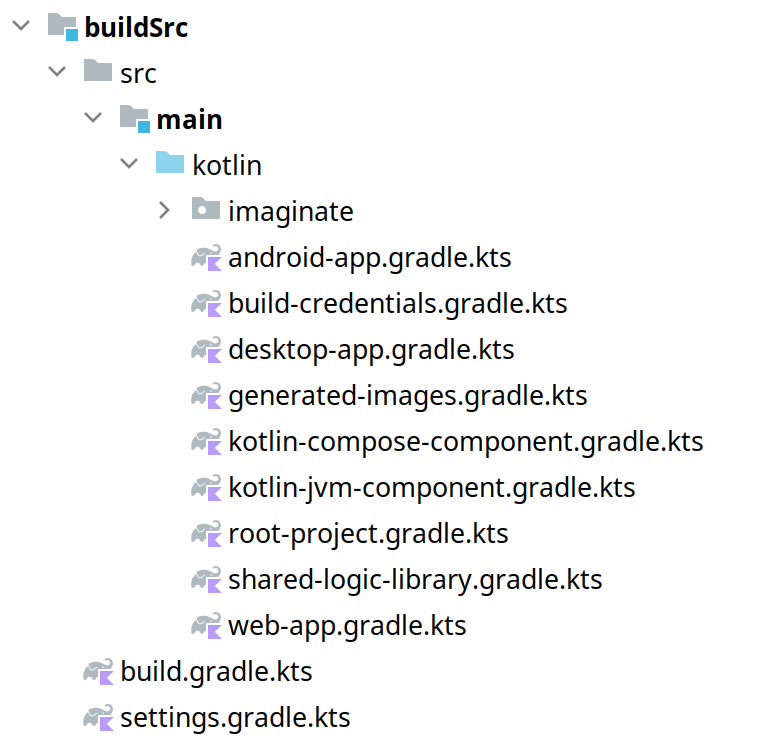 buildSrc
src
main
kotlin
imaginate
android-app.gradle.kts
build-credentials.gradle.kts
desktop-app.gradle.kts
generated-images.gradle.kts
kotlin-compose-component.gradle.kts
kotlin-jvm-component.gradle.kts
root-project.gradle.kts
shared-logic-library.gradle.kts
web-app.gradle.kts
build.gradle.kts
settings.gradle.kts